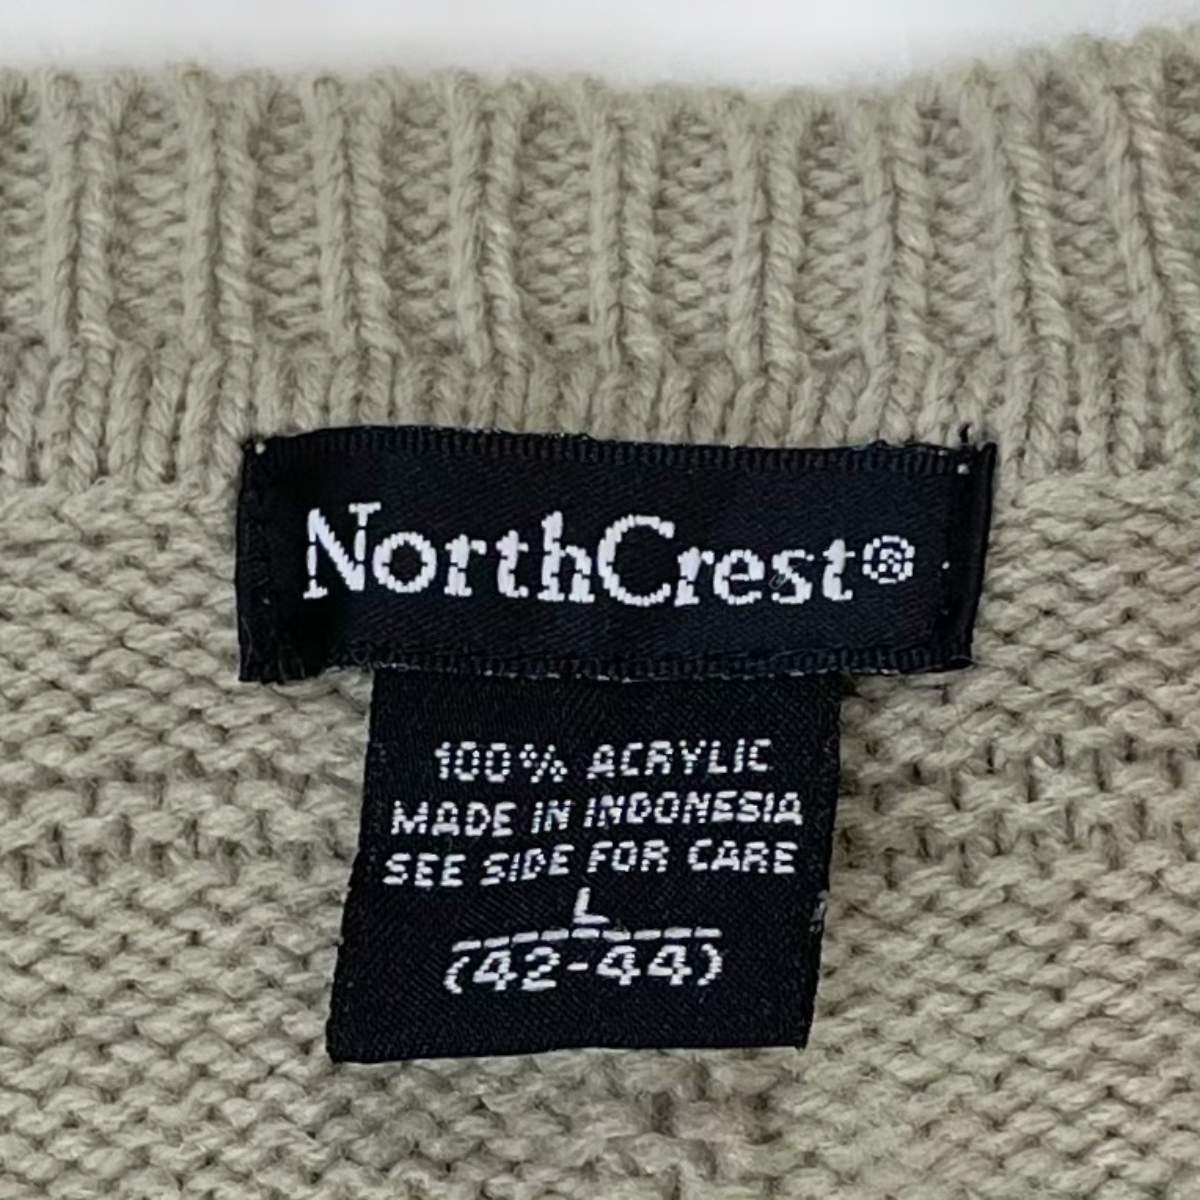 NorthCrest®
100% ACRYLIC
MADE IN INDONESIA
SEE SIDE FOR CARE
L
(42-44)